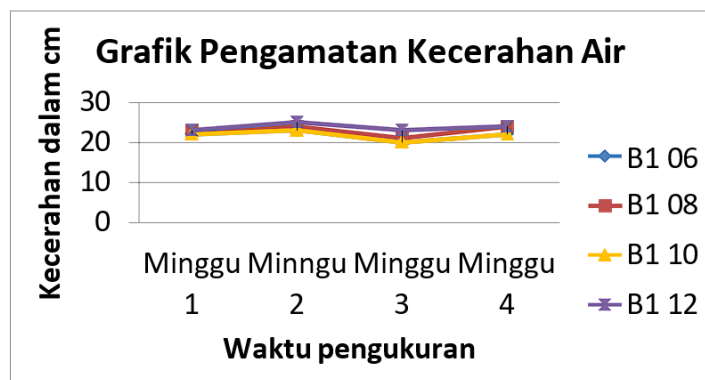 Grafik Pengamatan Kecerahan Air
Kecerahan dalam cm
30
20
10
0
Minggu Minngu Minggu Minggu
1 2 3 4
Waktu pengukuran
B1 06
B1 08
B1 10
B1 12